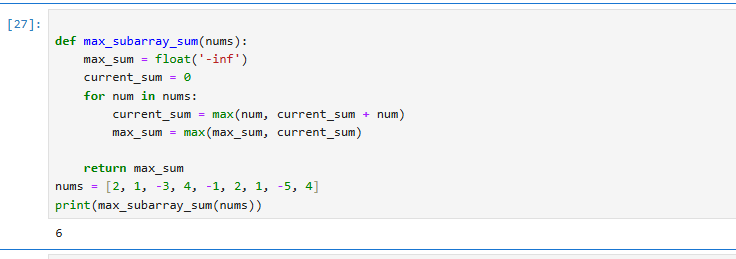 [27]:
def max_subarray_sum(nums):
    max_sum = float('-inf')
    current_sum = 0
    for num in nums:
        current_sum = max(num, current_sum + num)
        max_sum = max(max_sum, current_sum)
    return max_sum
nums = [2, 1, -3, 4, -1, 2, 1, -5, 4]
print(max_subarray_sum(nums))
6